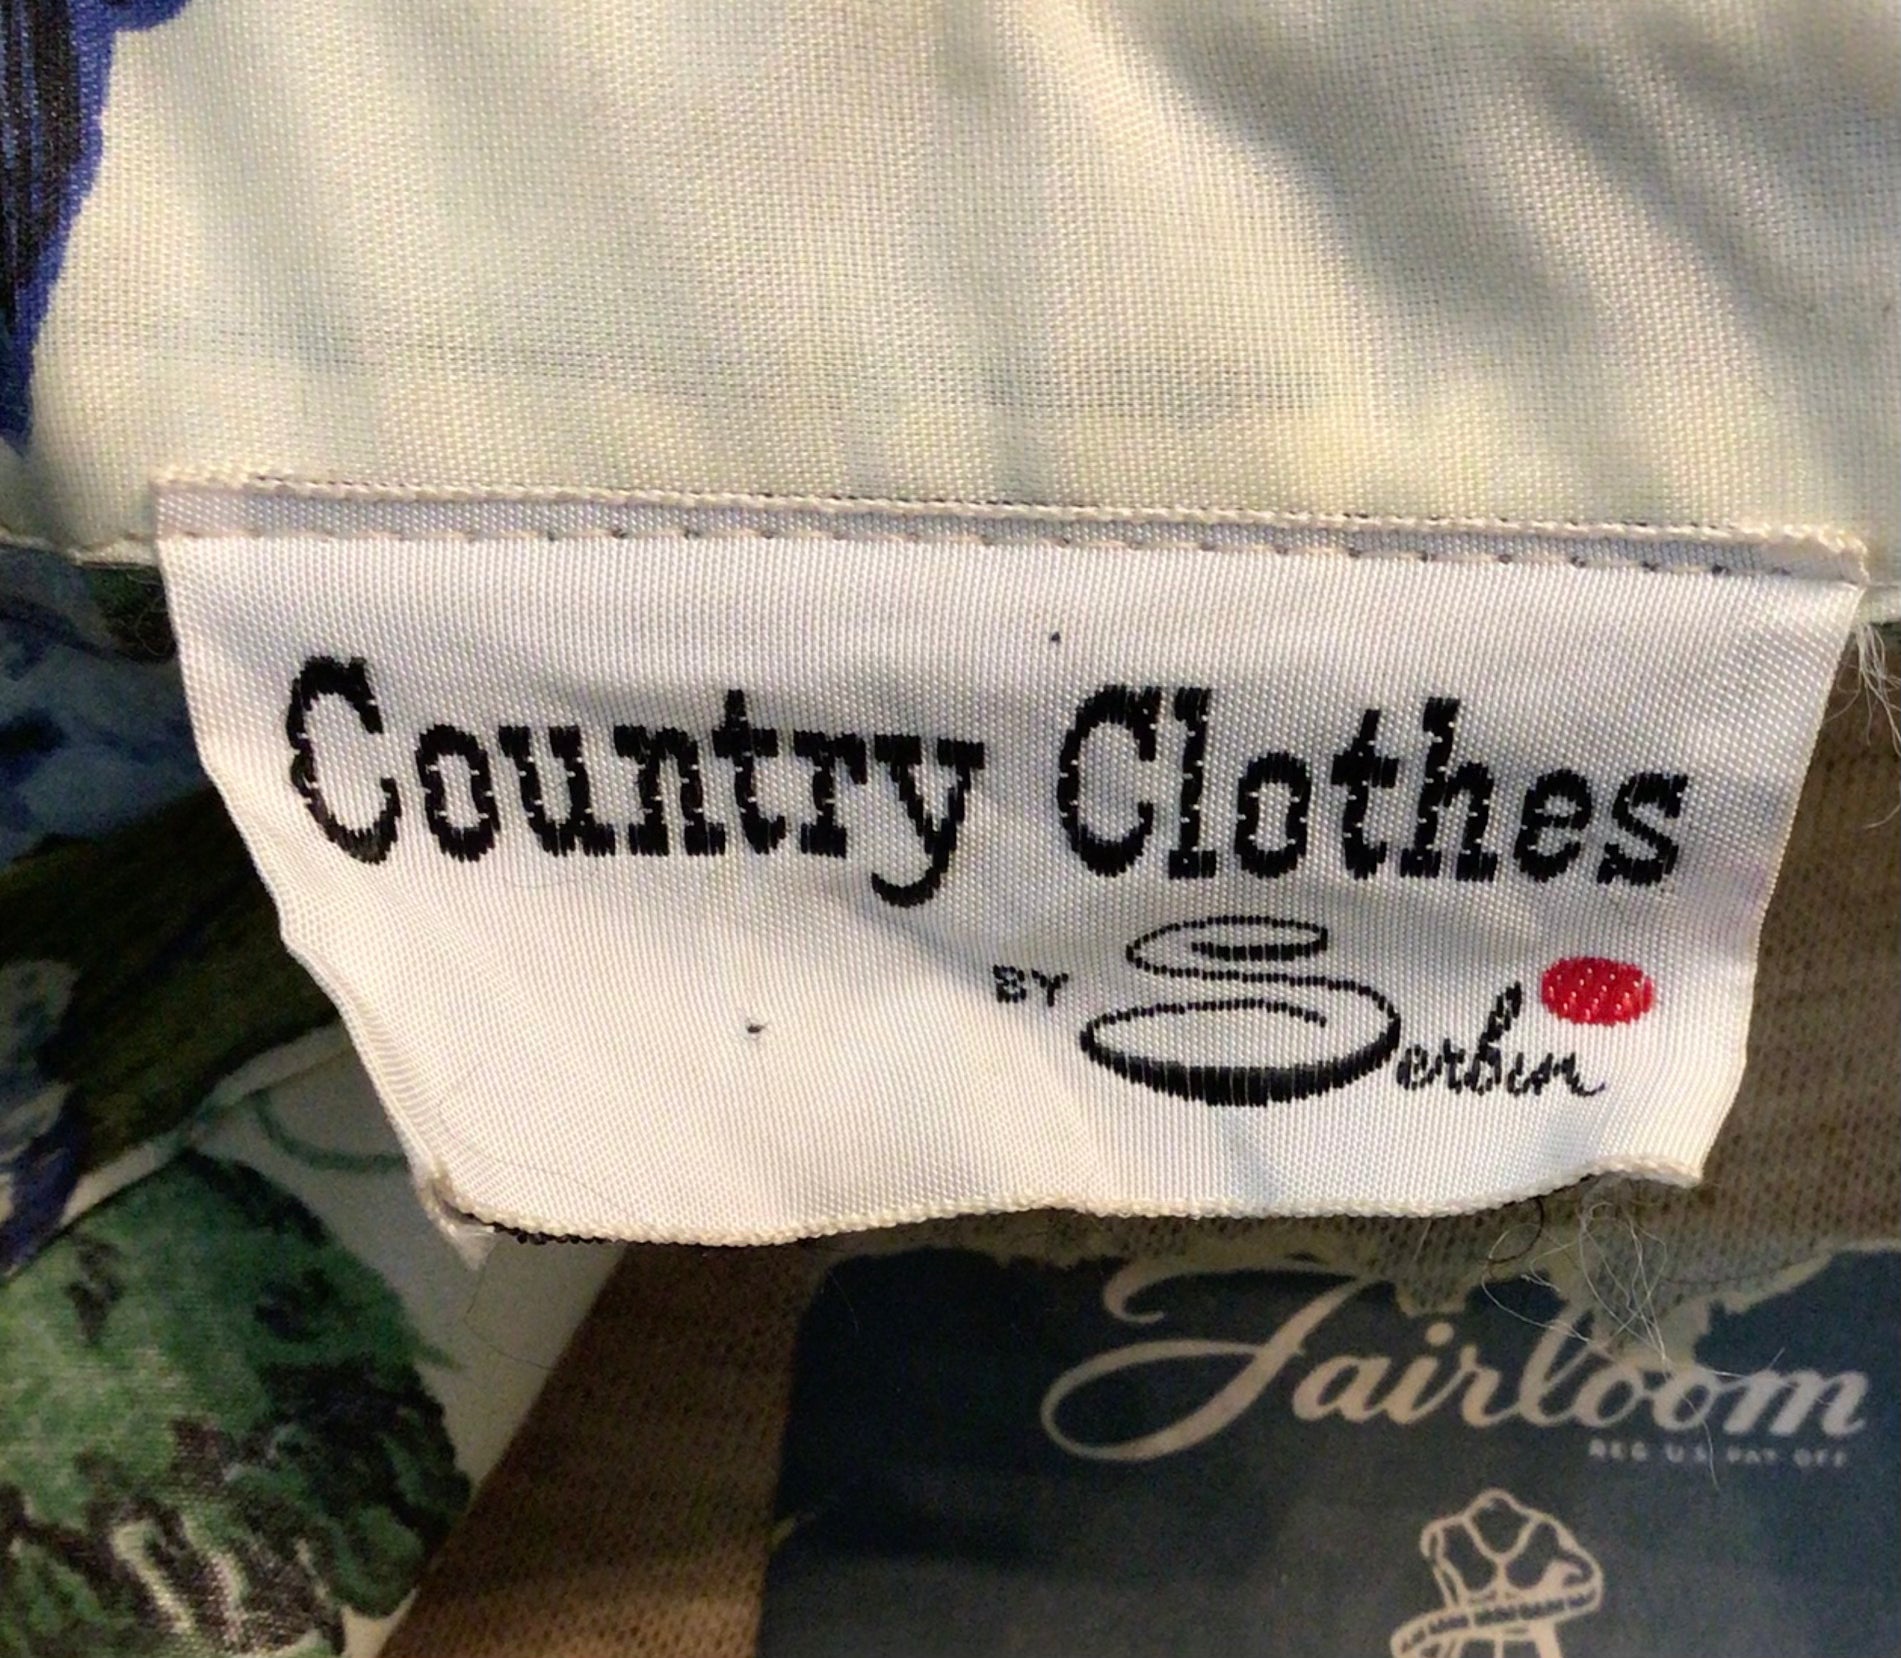 Country Clothes
BY Serbin
Fairloom
REG U.S PAT OFF